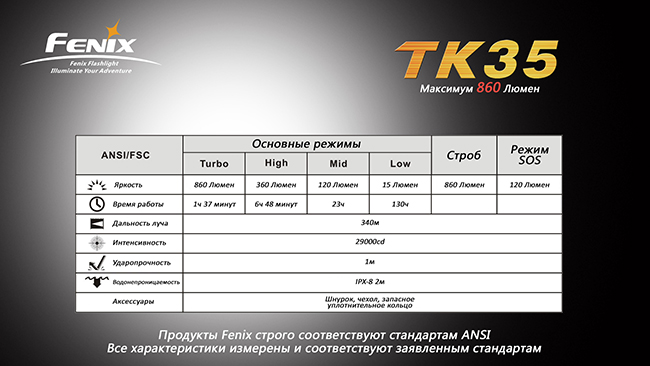 FENIX
Fenix Flashlight
Illuminate Your Adventure
TK35
Максимум 860 Люмен
ANSI/FSC
Основные режимы
Turbo High Mid Low
Строб
Режим
SOS
Яркость 860 Люмен 360 Люмен 120 Люмен 15 Люмен 860 Люмен 120 Люмен
Время работы 1ч 37 минут 6ч 48 минут 23ч 130ч
Дальность луча 340м
Интенсивность 29000cd
Ударопрочность 1м
Водонепроницаемость IPX-8 2м
Аксессуары Шнурок, чехол, запасное
уплотнительное кольцо
Продукты Fenix строго соответствуют стандартам ANSI
Все характеристики измерены и соответствуют заявленным стандартам